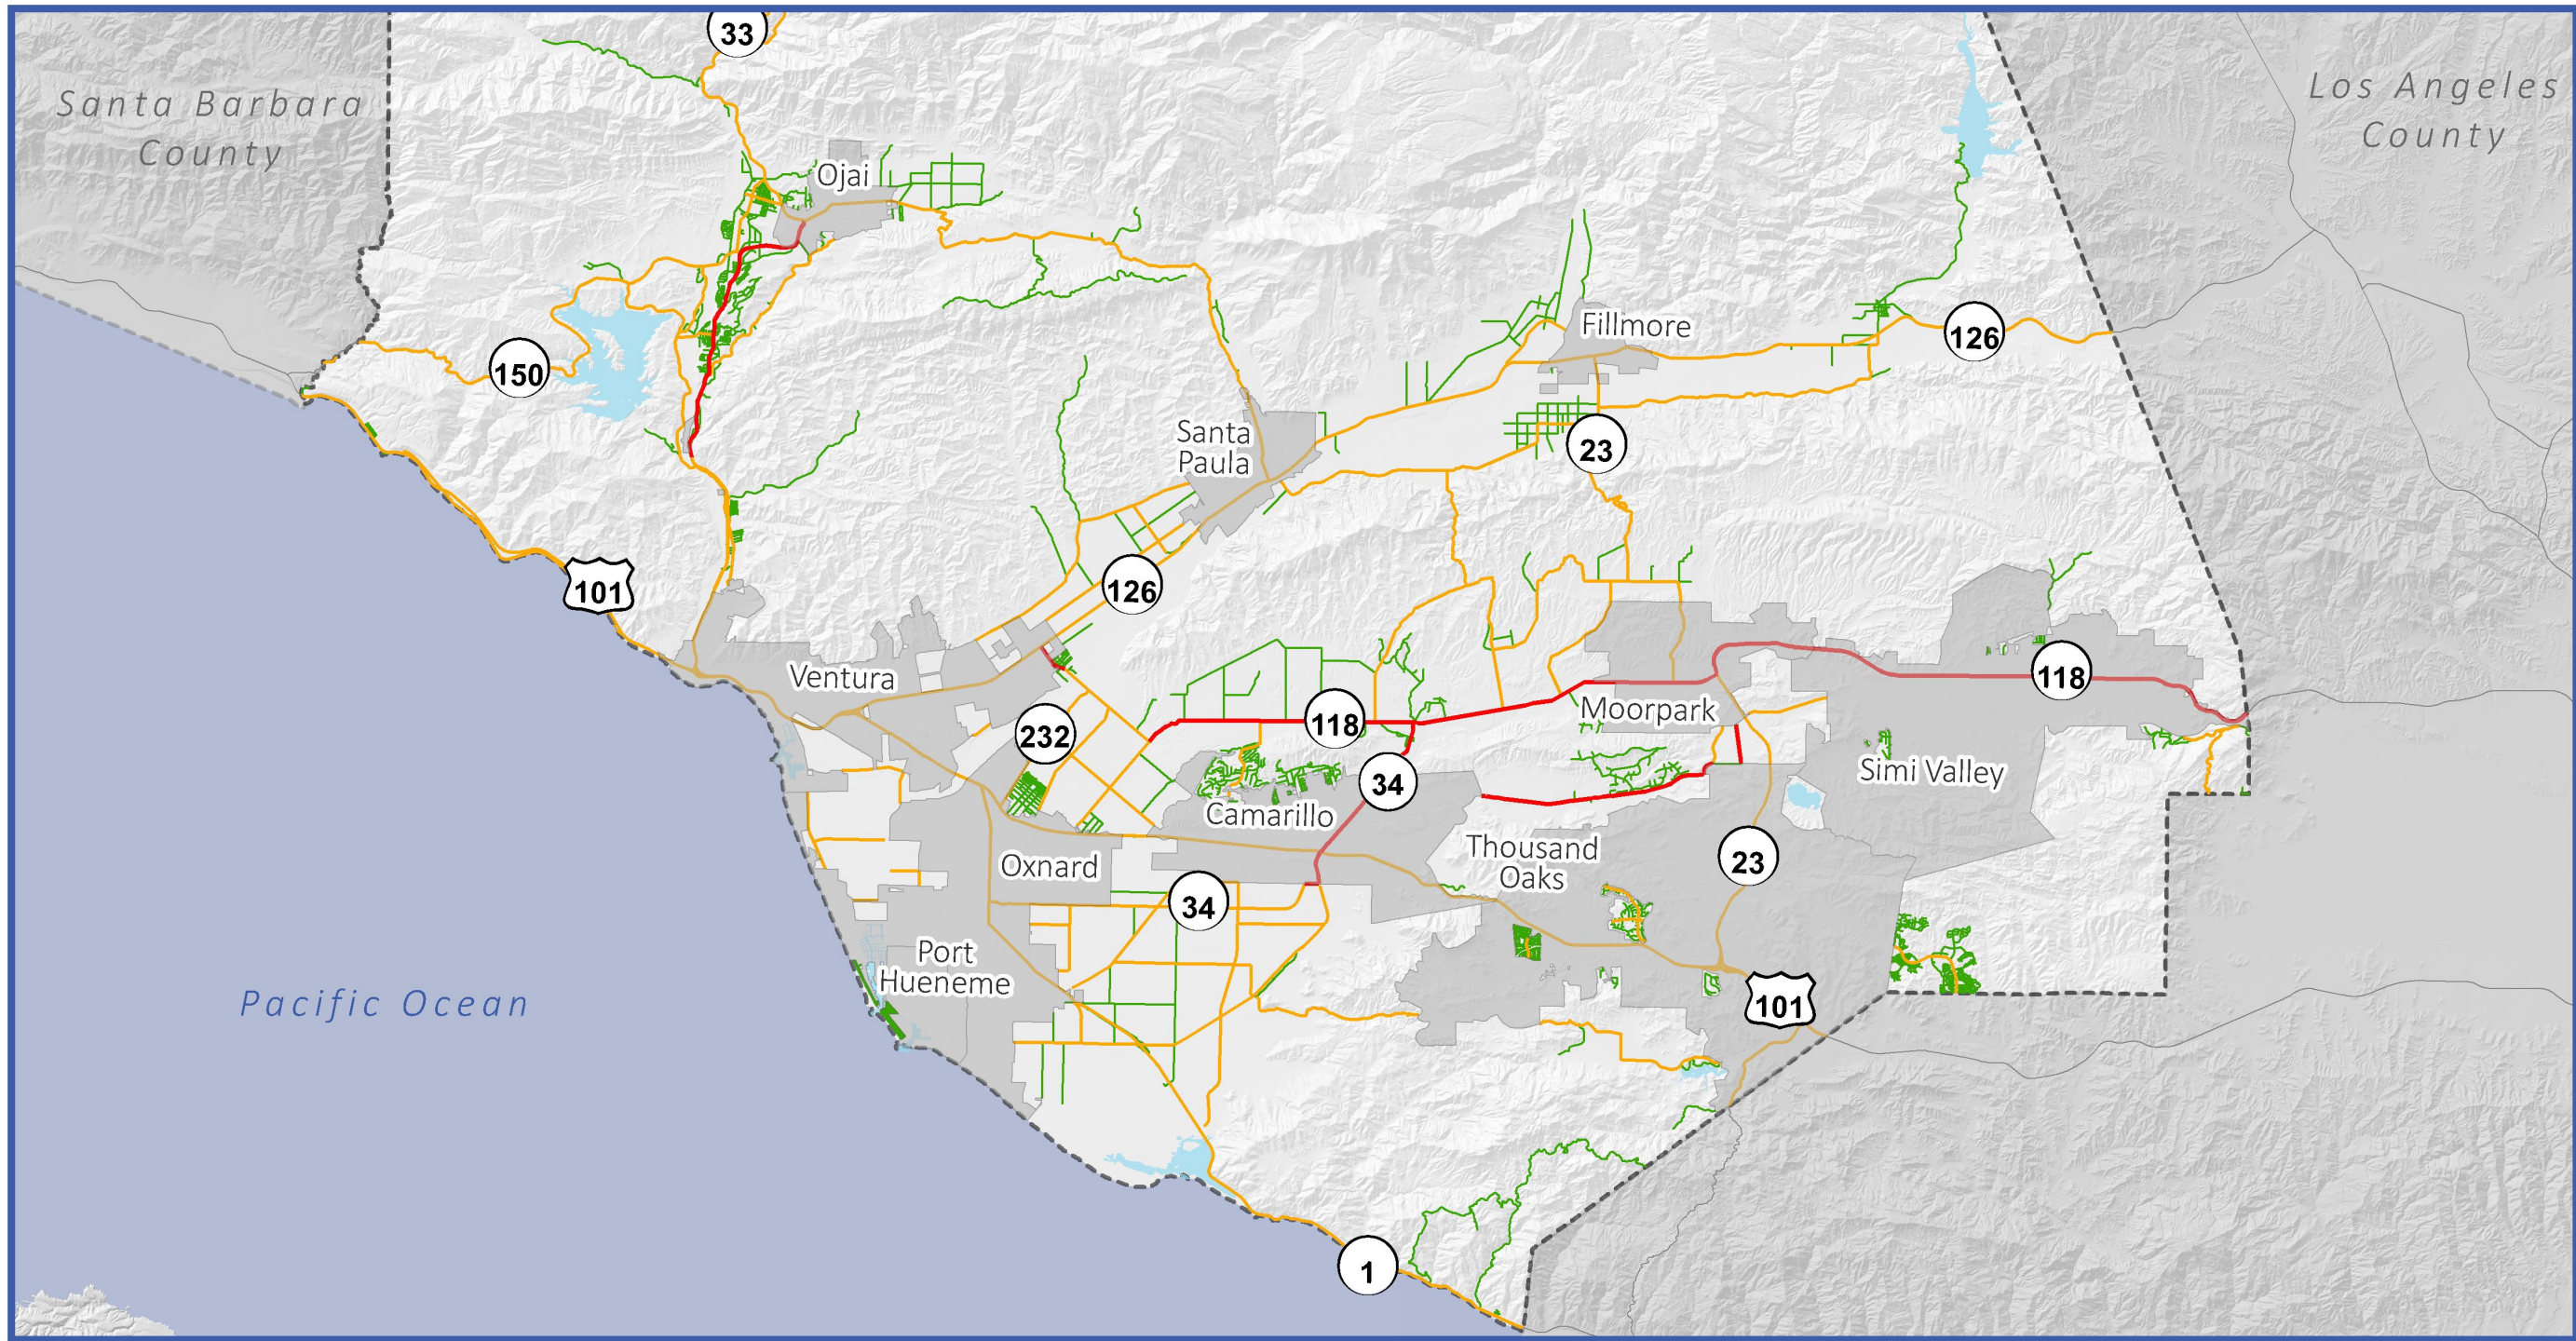 33
Santa Barbara
County
Los Angeles
County
Ojai
150
Fillmore
126
Santa
Paula
23
101
126
Ventura
232
118
Moorpark
118
34
Simi Valley
Camarillo
Oxnard
Thousand
Oaks
23
34
Port
Hueneme
101
Pacific Ocean
1